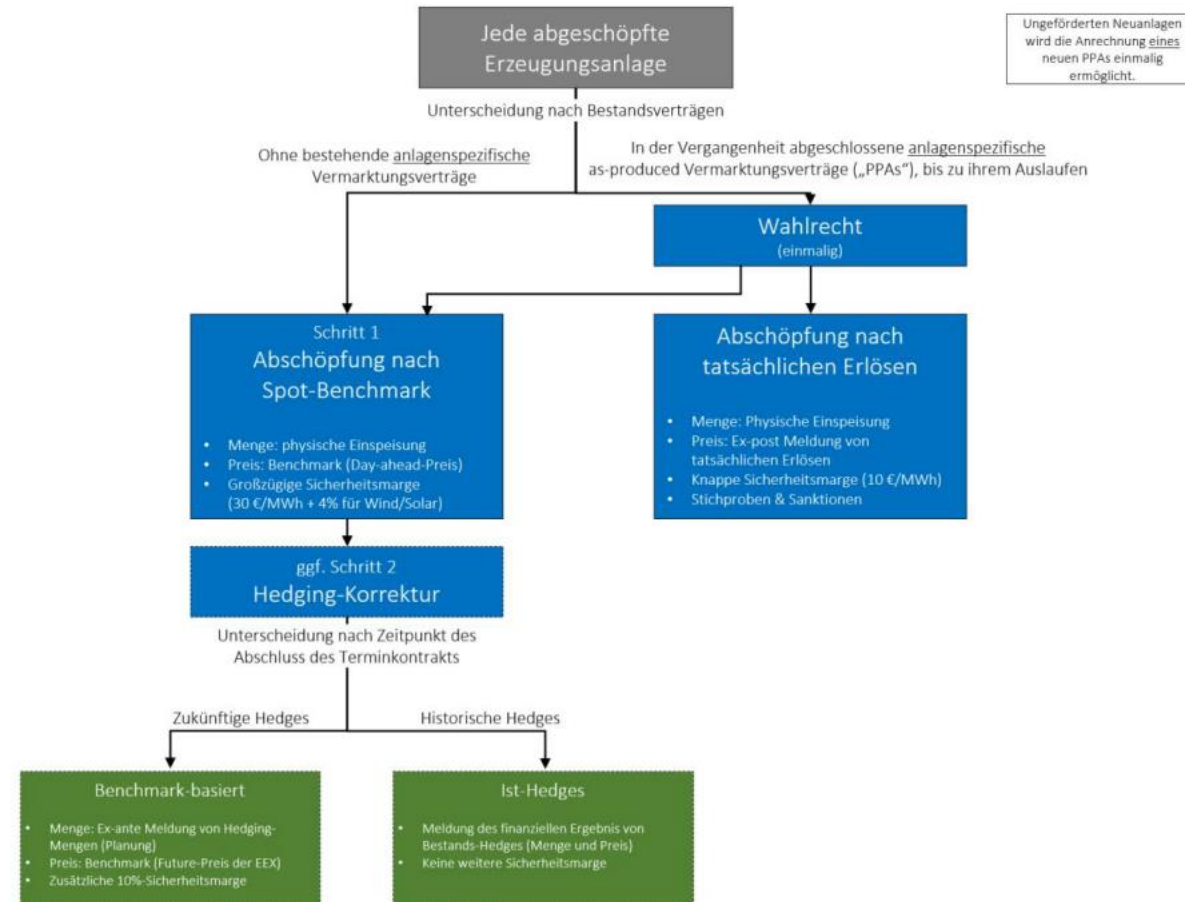 Jede abgeschöpfte
Erzeugungsanlage
Ungeförderten Neuanlagen
wird die Anrechnung eines
neuen PPAs einmalig
ermöglicht.
Unterscheidung nach Bestandsverträgen
Ohne bestehende anlagenspezifische
Vermarktungsverträge
In der Vergangenheit abgeschlossene anlagenspezifische
as-produced Vermarktungsverträge („PPAs“), bis zu ihrem Auslaufen
Wahlrecht
(einmalig)
Schritt 1
Abschöpfung nach
Spot-Benchmark
• Menge: physische Einspeisung
• Preis: Benchmark (Day-ahead-Preis)
• Großzügige Sicherheitsmarge
(30 €/MWh + 4% für Wind/Solar)
Abschöpfung nach
tatsächlichen Erlösen
• Menge: Physische Einspeisung
• Preis: Ex-post Meldung von
tatsächlichen Erlösen
• Knappe Sicherheitsmarge (10 €/MWh)
• Stichproben & Sanktionen
ggf. Schritt 2
Hedging-Korrektur
Unterscheidung nach Zeitpunkt des
Abschluss des Terminkontrakts
Zukünftige Hedges
Historische Hedges
Benchmark-basiert
• Menge: Ex-ante Meldung von Hedging-
Mengen (Planung)
• Preis: Benchmark (Future-Preis der EEX)
• Zusätzliche 10%-Sicherheitsmarge
Ist-Hedges
• Meldung des finanziellen Ergebnis von
Bestands-Hedges (Menge und Preis)
• Keine weitere Sicherheitsmarge